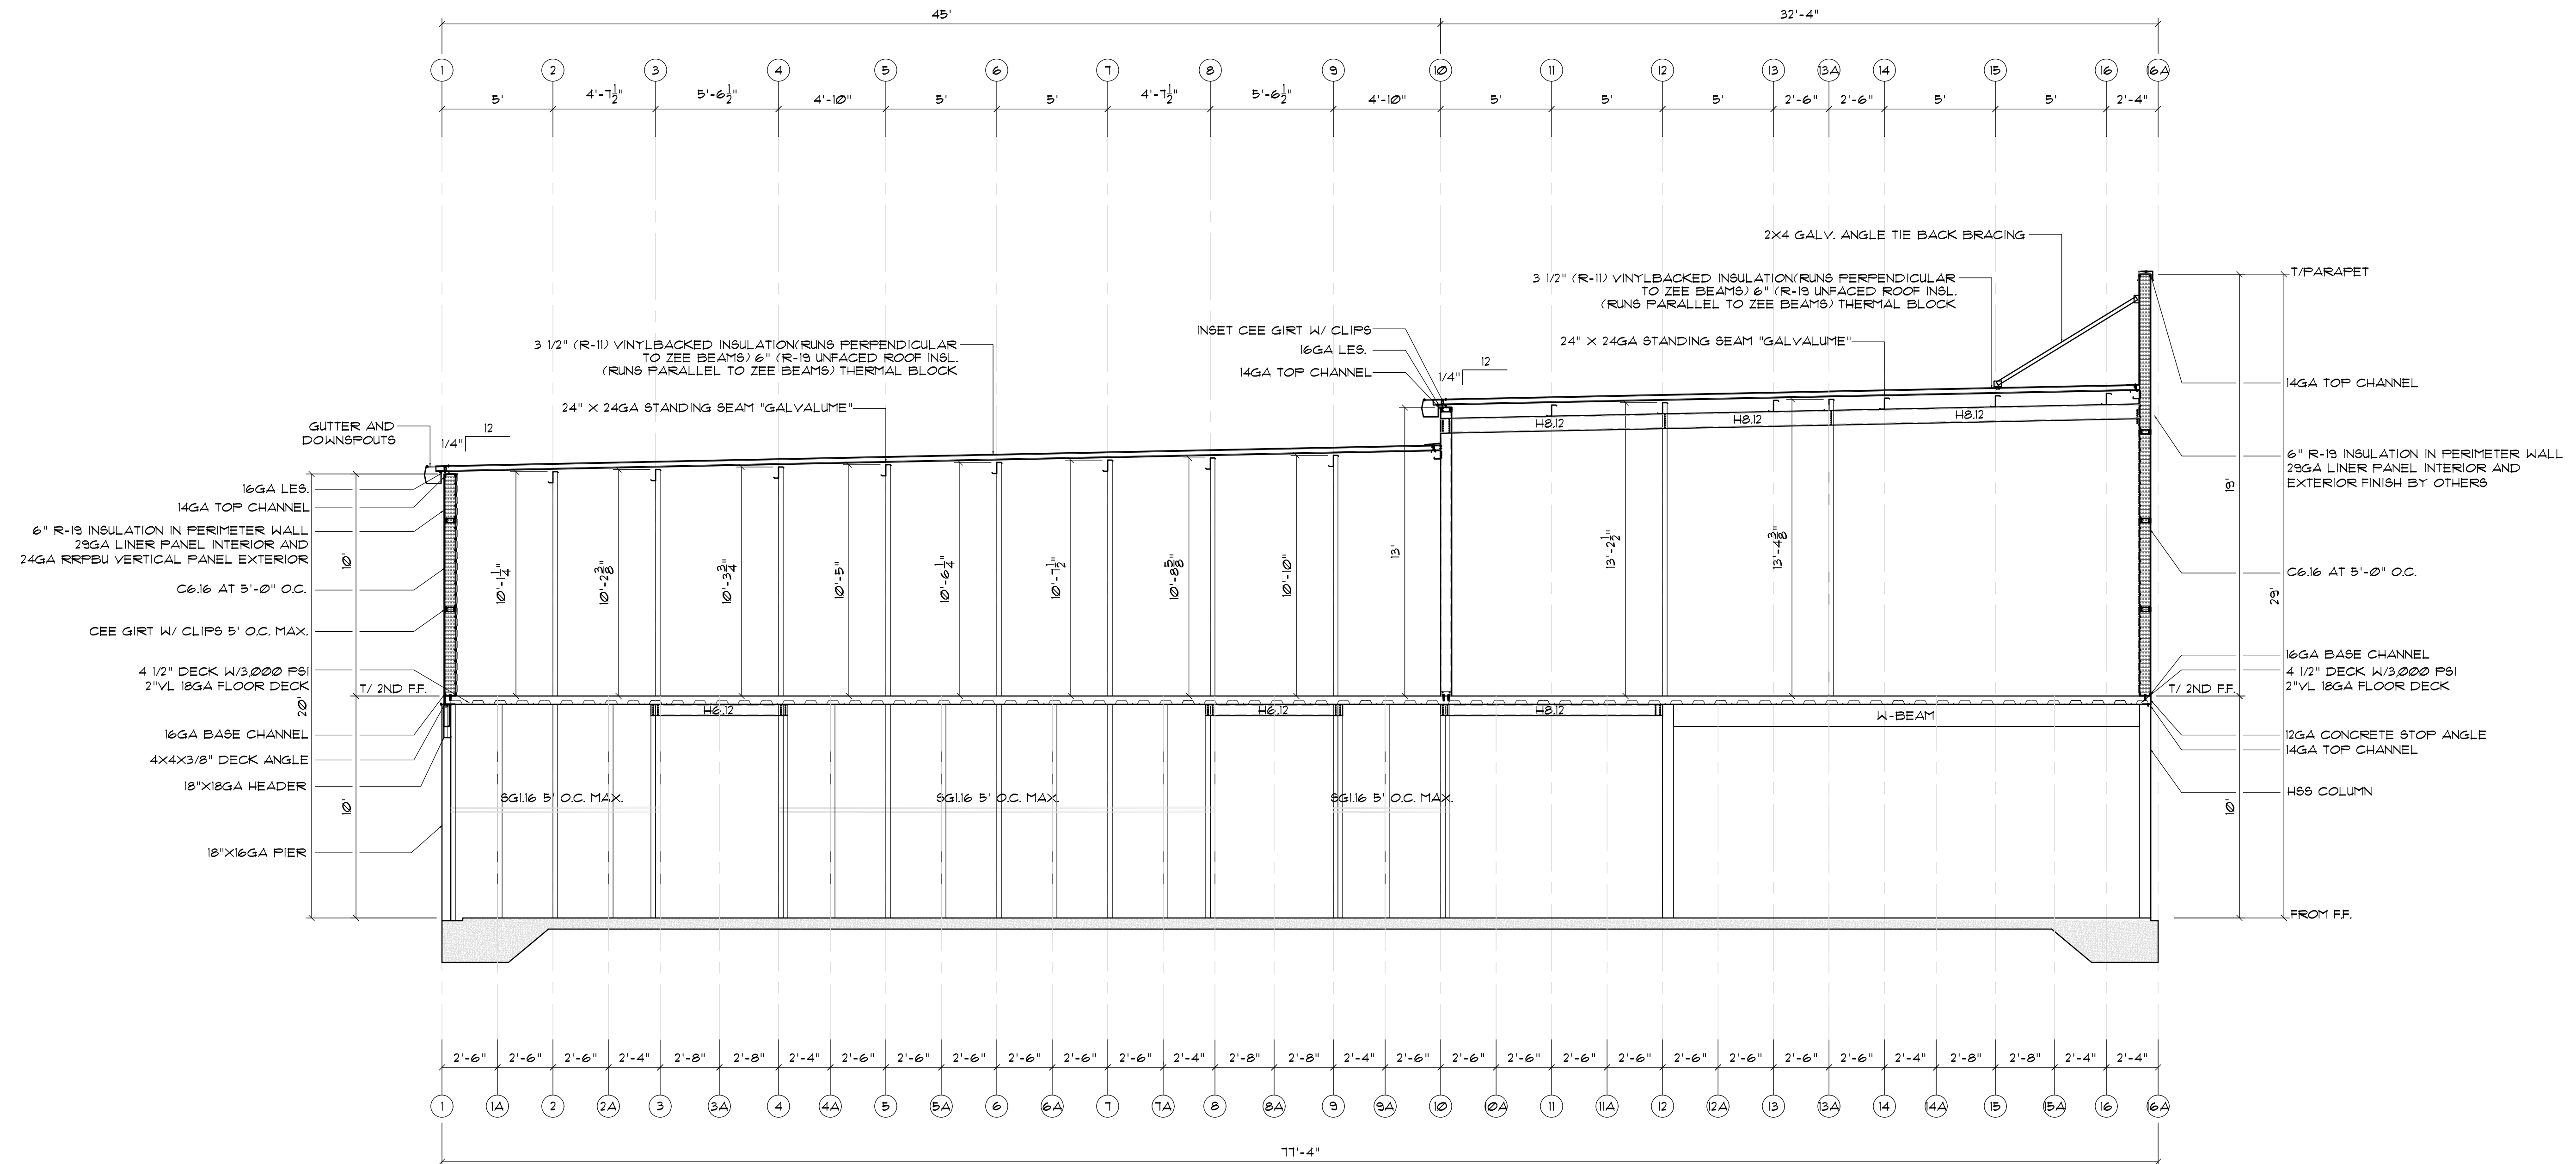 45'
32'-4"
1 2 3 4 5 6 7 8 9 10 11 12 13 13A 14 15 16 16A
5' 4'-7 1/2" 5'-6 1/2" 4'-10" 5' 5' 4'-7 1/2" 5'-6 1/2" 4'-10" 5' 5' 5' 2'-6" 2'-6" 5' 5' 2'-4"
2X4 GALV. ANGLE TIE BACK BRACING
3 1/2" (R-11) VINYLBACKED INSULATION(RUNS PERPENDICULAR
TO ZEE BEAMS) 6" (R-19 UNFACED ROOF INSL.
(RUNS PARALLEL TO ZEE BEAMS) THERMAL BLOCK
24" X 24GA STANDING SEAM "GALVALUME"
INSET CEE GIRT W/ CLIPS
16GA LES.
14GA TOP CHANNEL
1/4"
12
3 1/2" (R-11) VINYLBACKED INSULATION(RUNS PERPENDICULAR
TO ZEE BEAMS) 6" (R-19 UNFACED ROOF INSL.
(RUNS PARALLEL TO ZEE BEAMS) THERMAL BLOCK
24" X 24GA STANDING SEAM "GALVALUME"
GUTTER AND
DOWNSPOUTS
1/4"
12
16GA LES.
14GA TOP CHANNEL
6" R-19 INSULATION IN PERIMETER WALL
29GA LINER PANEL INTERIOR AND
24GA RRPBU VERTICAL PANEL EXTERIOR
C6.16 AT 5'-0" O.C.
CEE GIRT W/ CLIPS 5' O.C. MAX.
4 1/2" DECK W/3,000 PSI
2"VL 18GA FLOOR DECK
T/ 2ND F.F.
16GA BASE CHANNEL
4X4X3/8" DECK ANGLE
18"X18GA HEADER
18"X16GA PIER
20'
10'
10'
10'-1 1/4"
10'-2 3/8"
10'-3 3/4"
10'-5"
10'-6 1/4"
10'-7 1/2"
10'-8 5/8"
10'-10"
13'
13'-2 1/2"
13'-4 3/8"
H8.12 H8.12 H8.12
H6.12 H6.12 H8.12
W-BEAM
SG1.16 5' O.C. MAX. SG1.16 5' O.C. MAX. SG1.16 5' O.C. MAX.
T/PARAPET
14GA TOP CHANNEL
6" R-19 INSULATION IN PERIMETER WALL
29GA LINER PANEL INTERIOR AND
EXTERIOR FINISH BY OTHERS
C6.16 AT 5'-0" O.C.
16GA BASE CHANNEL
4 1/2" DECK W/3,000 PSI
2"VL 18GA FLOOR DECK
T/ 2ND F.F.
12GA CONCRETE STOP ANGLE
14GA TOP CHANNEL
HSS COLUMN
FROM F.F.
19'
29'
10'
2'-6" 2'-6" 2'-6" 2'-4" 2'-8" 2'-8" 2'-4" 2'-6" 2'-6" 2'-6" 2'-6" 2'-6" 2'-6" 2'-4" 2'-8" 2'-8" 2'-4" 2'-6" 2'-6" 2'-6" 2'-6" 2'-6" 2'-6" 2'-6" 2'-6" 2'-6" 2'-4" 2'-8" 2'-8" 2'-4" 2'-4"
1 1A 2 2A 3 3A 4 4A 5 5A 6 6A 7 7A 8 8A 9 9A 10 10A 11 11A 12 12A 13 13A 14 14A 15 15A 16 16A
77'-4"